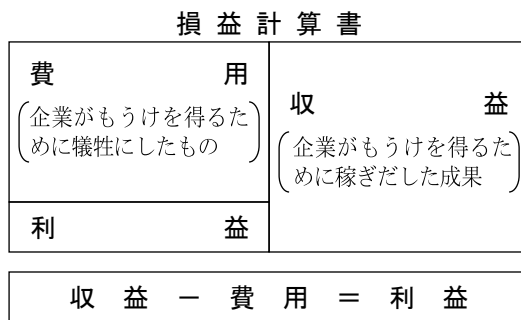 損益計算書
費用
（企業がもうけを得るた
めに犠牲にしたもの）
利益
収益
（企業がもうけを得るた
めに稼ぎだした成果）
収益－費用＝利益